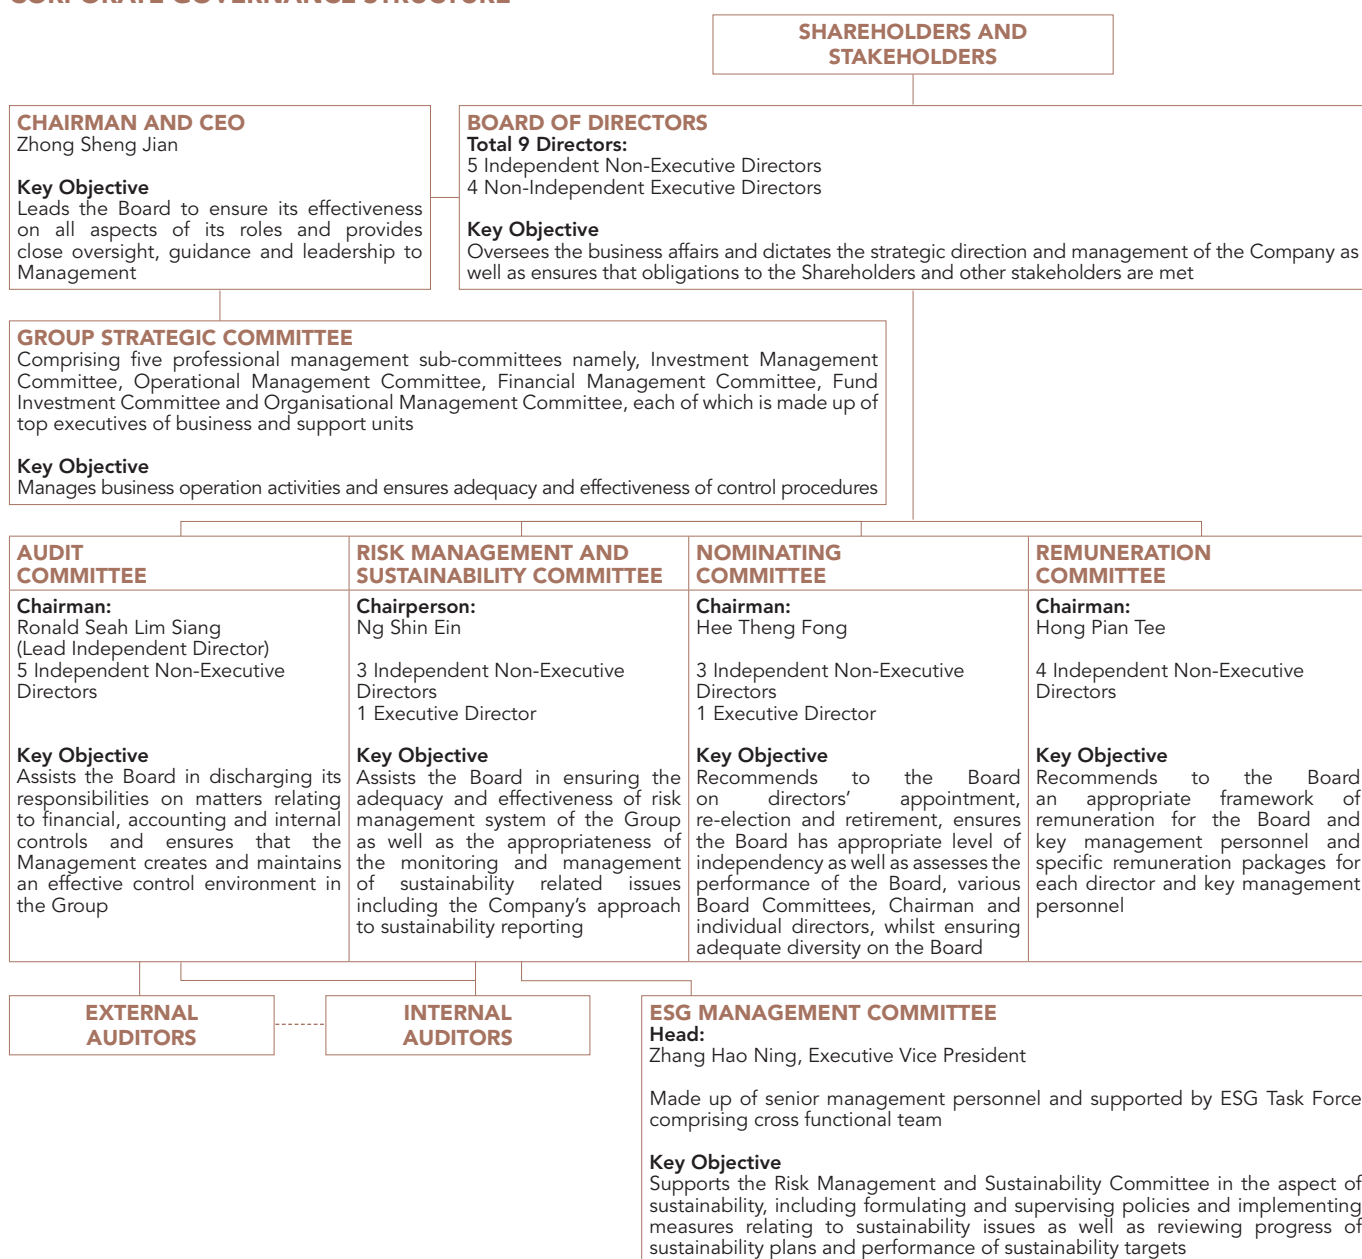 CORPORATE GOVERNANCE STRUCTURE
SHAREHOLDERS AND
STAKEHOLDERS
CHAIRMAN AND CEO
Zhong Sheng Jian
Key Objective
Leads the Board to ensure its effectiveness
on all aspects of its roles and provides
close oversight, guidance and leadership to
Management
BOARD OF DIRECTORS
Total 9 Directors:
5 Independent Non-Executive Directors
4 Non-Independent Executive Directors
Key Objective
Oversees the business affairs and dictates the strategic direction and management of the Company as
well as ensures that obligations to the Shareholders and other stakeholders are met
GROUP STRATEGIC COMMITTEE
Comprising five professional management sub-committees namely, Investment Management
Committee, Operational Management Committee, Financial Management Committee, Fund
Investment Committee and Organisational Management Committee, each of which is made up of
top executives of business and support units
Key Objective
Manages business operation activities and ensures adequacy and effectiveness of control procedures
AUDIT
COMMITTEE
Chairman:
Ronald Seah Lim Siang
(Lead Independent Director)
5 Independent Non-Executive
Directors
Key Objective
Assists the Board in discharging its
responsibilities on matters relating
to financial, accounting and internal
controls and ensures that the
Management creates and maintains
an effective control environment in
the Group
RISK MANAGEMENT AND
SUSTAINABILITY COMMITTEE
Chairperson:
Ng Shin Ein
3 Independent Non-Executive
Directors
1 Executive Director
Key Objective
Assists the Board in ensuring the
adequacy and effectiveness of risk
management system of the Group
as well as the appropriateness of
the monitoring and management
of sustainability related issues
including the Company's approach
to sustainability reporting
NOMINATING
COMMITTEE
Chairman:
Hee Theng Fong
3 Independent Non-Executive
Directors
1 Executive Director
Key Objective
Recommends to the Board
on directors' appointment,
re-election and retirement, ensures
the Board has appropriate level of
independency as well as assesses the
performance of the Board, various
Board Committees, Chairman and
individual directors, whilst ensuring
adequate diversity on the Board
REMUNERATION
COMMITTEE
Chairman:
Hong Pian Tee
4 Independent Non-Executive
Directors
Key Objective
Recommends to the Board
an appropriate framework of
remuneration for the Board and
key management personnel and
specific remuneration packages for
each director and key management
personnel
EXTERNAL
AUDITORS
INTERNAL
AUDITORS
ESG MANAGEMENT COMMITTEE
Head:
Zhang Hao Ning, Executive Vice President
Made up of senior management personnel and supported by ESG Task Force
comprising cross functional team
Key Objective
Supports the Risk Management and Sustainability Committee in the aspect of
sustainability, including formulating and supervising policies and implementing
measures relating to sustainability issues as well as reviewing progress of
sustainability plans and performance of sustainability targets